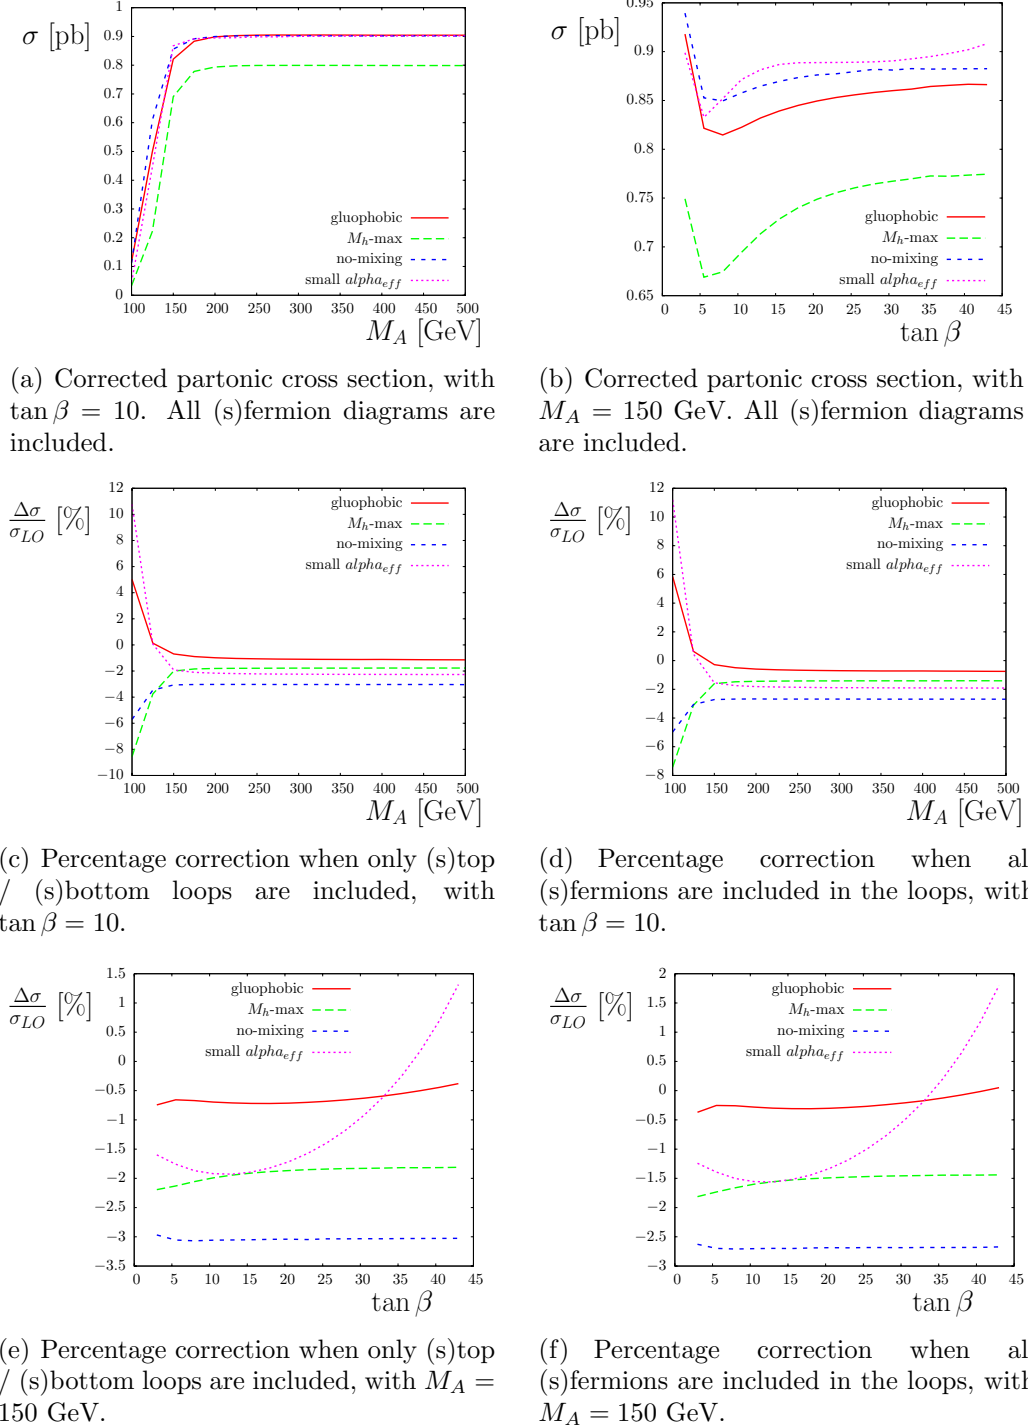 σ [pb]
1
0.9
0.8
0.7
0.6
0.5
0.4
0.3
0.2
0.1
0
gluophobic
M_h-max
no-mixing
small alpha_eff
100 150 200 250 300 350 400 450 500
M_A [GeV]
(a) Corrected partonic cross section, with
tan β = 10. All (s)fermion diagrams are
included.
σ [pb]
0.95
0.9
0.85
0.8
0.75
0.7
0.65
gluophobic
M_h-max
no-mixing
small alpha_eff
0 5 10 15 20 25 30 35 40 45
tan β
(b) Corrected partonic cross section, with
M_A = 150 GeV. All (s)fermion diagrams
are included.
Δσ/σ_LO [%]
12
10
8
6
4
2
0
−2
−4
−6
−8
−10
gluophobic
M_h-max
no-mixing
small alpha_eff
100 150 200 250 300 350 400 450 500
M_A [GeV]
(c) Percentage correction when only (s)top
/ (s)bottom loops are included, with
tan β = 10.
Δσ/σ_LO [%]
12
10
8
6
4
2
0
−2
−4
−6
−8
gluophobic
M_h-max
no-mixing
small alpha_eff
100 150 200 250 300 350 400 450 500
M_A [GeV]
(d) Percentage correction when al
(s)fermions are included in the loops, with
tan β = 10.
Δσ/σ_LO [%]
1.5
1
0.5
0
−0.5
−1
−1.5
−2
−2.5
−3
−3.5
gluophobic
M_h-max
no-mixing
small alpha_eff
0 5 10 15 20 25 30 35 40 45
tan β
(e) Percentage correction when only (s)top
/ (s)bottom loops are included, with M_A =
150 GeV.
Δσ/σ_LO [%]
2
1.5
1
0.5
0
−0.5
−1
−1.5
−2
−2.5
−3
gluophobic
M_h-max
no-mixing
small alpha_eff
0 5 10 15 20 25 30 35 40 45
tan β
(f) Percentage correction when al
(s)fermions are included in the loops, with
M_A = 150 GeV.